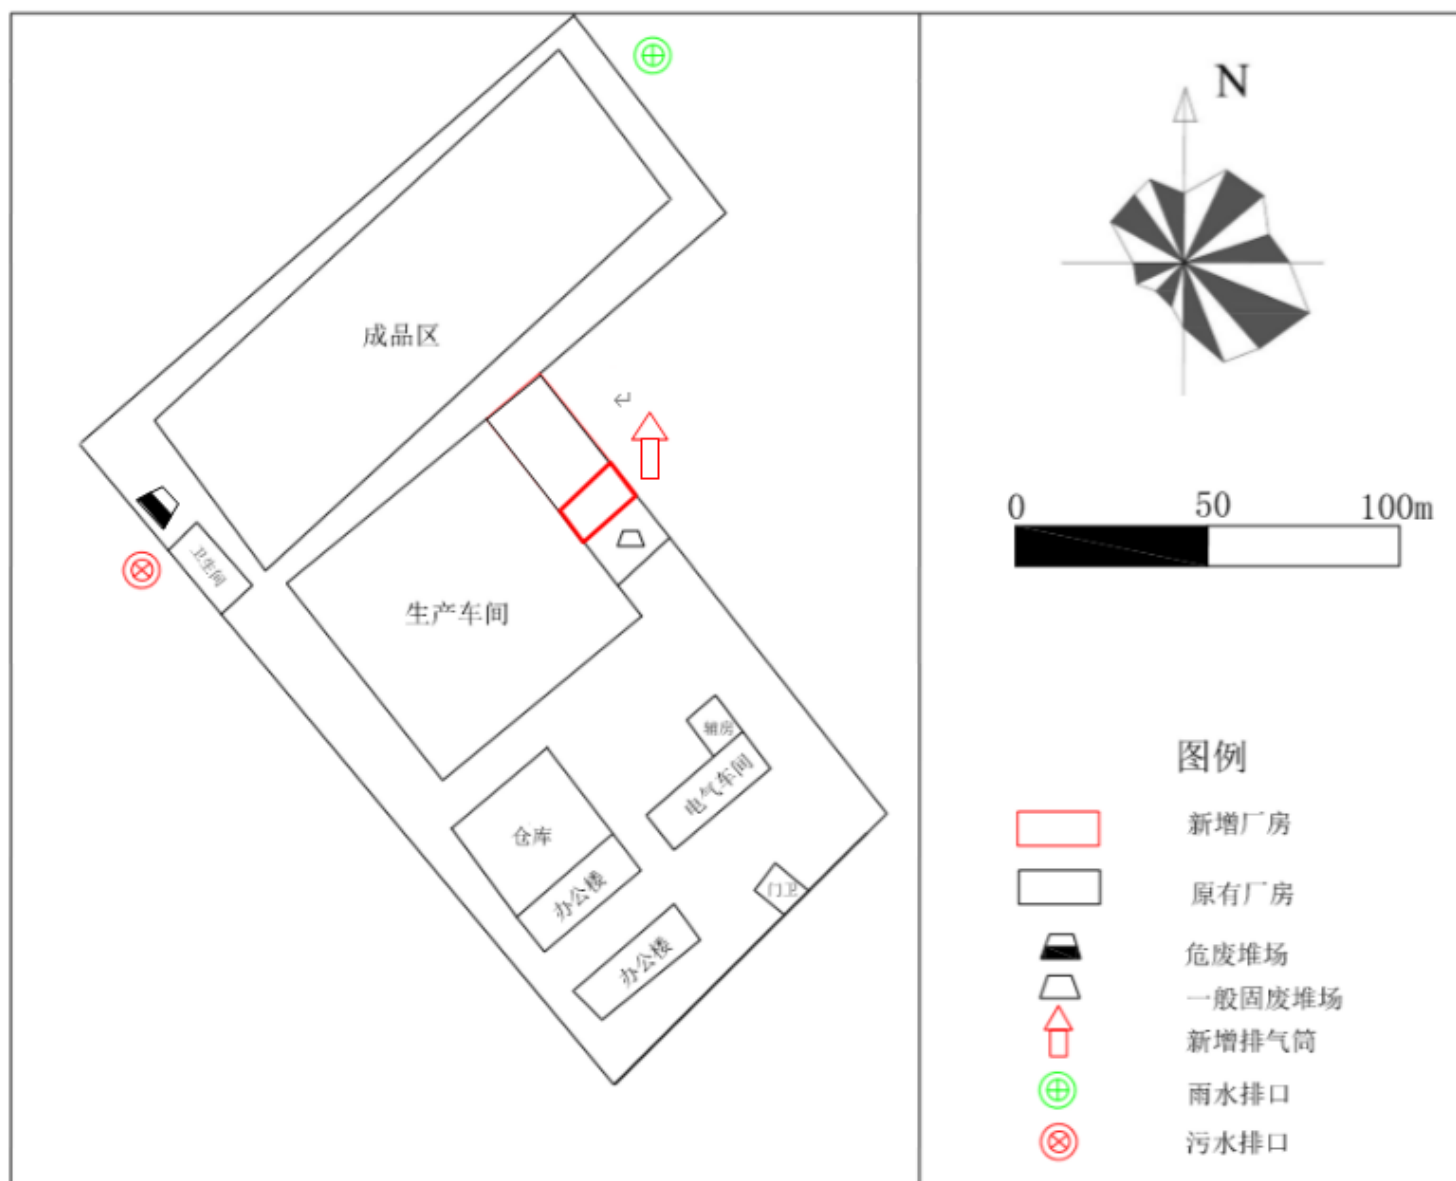 N
成品区
卫生间
生产车间
辅房
电气车间
仓库
办公楼
门卫
办公楼
0 50 100m
图例
新增厂房
原有厂房
危废堆场
一般固废堆场
新增排气筒
雨水排口
污水排口